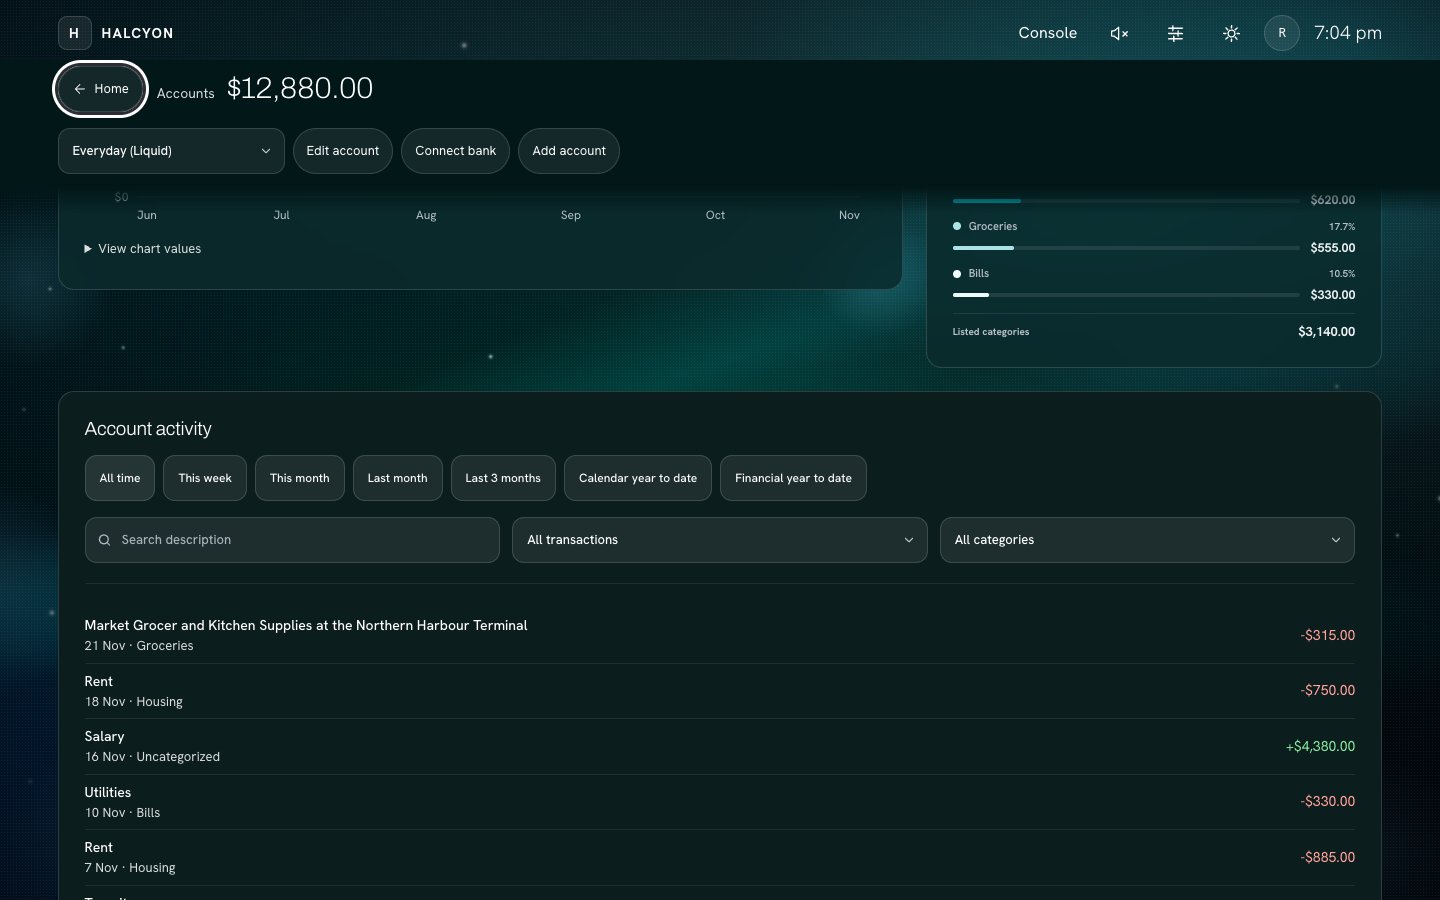 H HALCYON Console R 7:04 pm
Home Accounts $12,880.00
Everyday (Liquid) Edit account Connect bank Add account
$0
Jun Jul Aug Sep Oct Nov
View chart values
$620.00
Groceries 17.7%
$555.00
Bills 10.5%
$330.00
Listed categories $3,140.00
Account activity
All time This week This month Last month Last 3 months Calendar year to date Financial year to date
Search description All transactions All categories
Market Grocer and Kitchen Supplies at the Northern Harbour Terminal
21 Nov · Groceries -$315.00
Rent
18 Nov · Housing -$750.00
Salary
16 Nov · Uncategorized +$4,380.00
Utilities
10 Nov · Bills -$330.00
Rent
7 Nov · Housing -$885.00